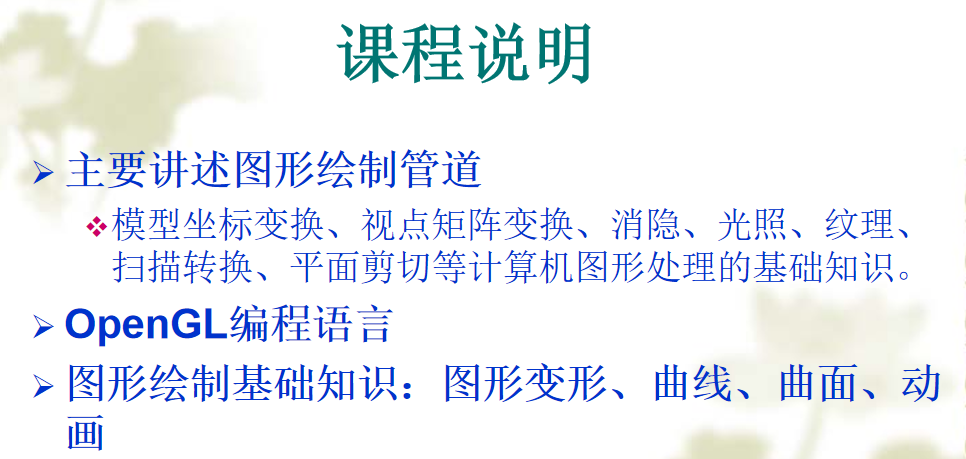 课程说明
主要讲述图形绘制管道
模型坐标变换、视点矩阵变换、消隐、光照、纹理、
扫描转换、平面剪切等计算机图形处理的基础知识。
OpenGL编程语言
图形绘制基础知识：图形变形、曲线、曲面、动
画